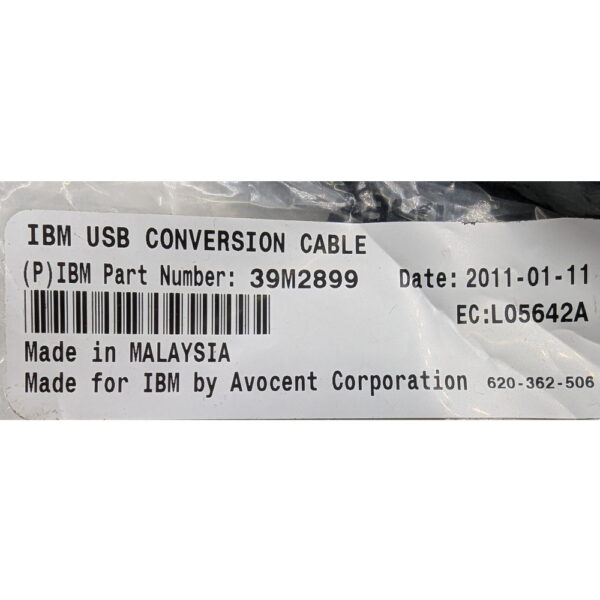 IBM USB CONVERSION CABLE
(P)IBM Part Number: 39M2899 Date: 2011-01-11
EC:L05642A
Made in MALAYSIA
Made for IBM by Avocent Corporation 620-362-506